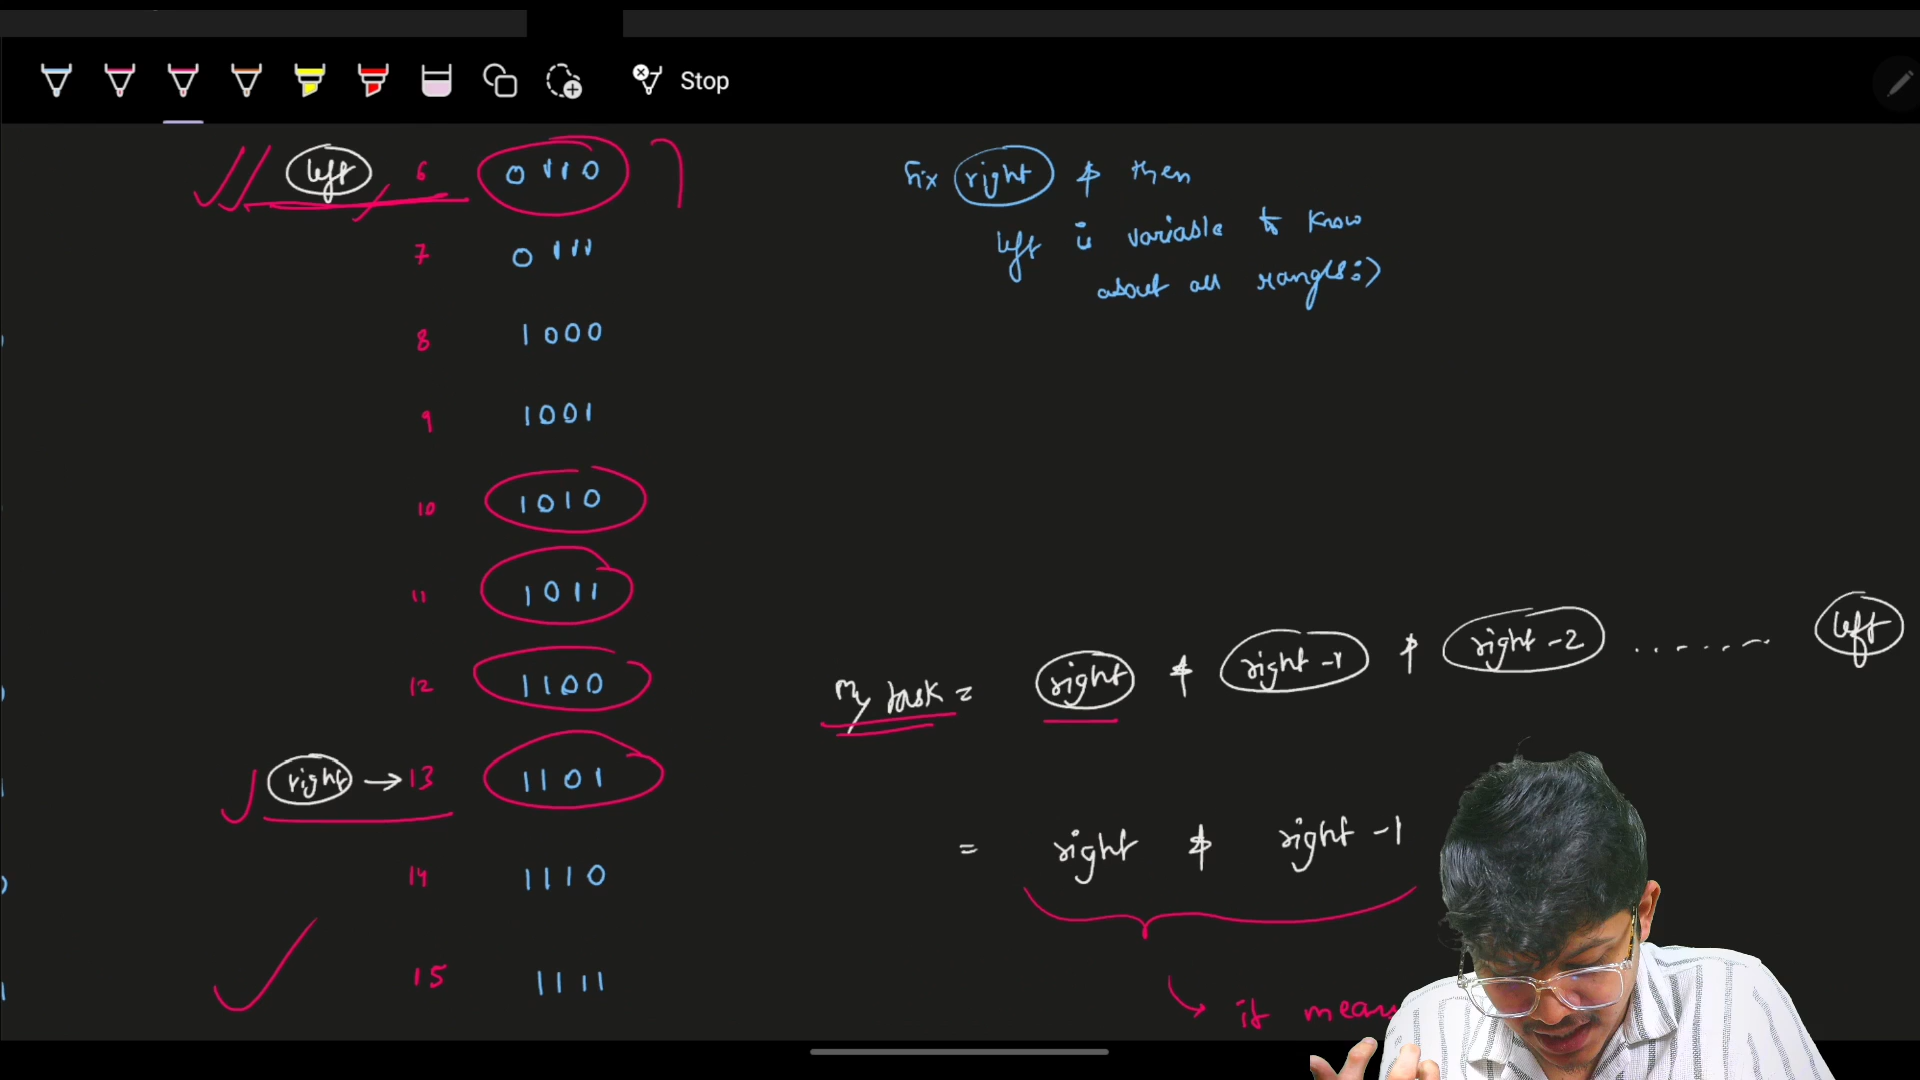 Stop
left 6 0110
7 0111
8 1000
9 1001
10 1010
11 1011
12 1100
right → 13 1101
14 1110
15 1111
fix right & then
left is variable to know
about all ranges:)
My task = right & right -1 & right -2 ........ left
= right & right -1
it means